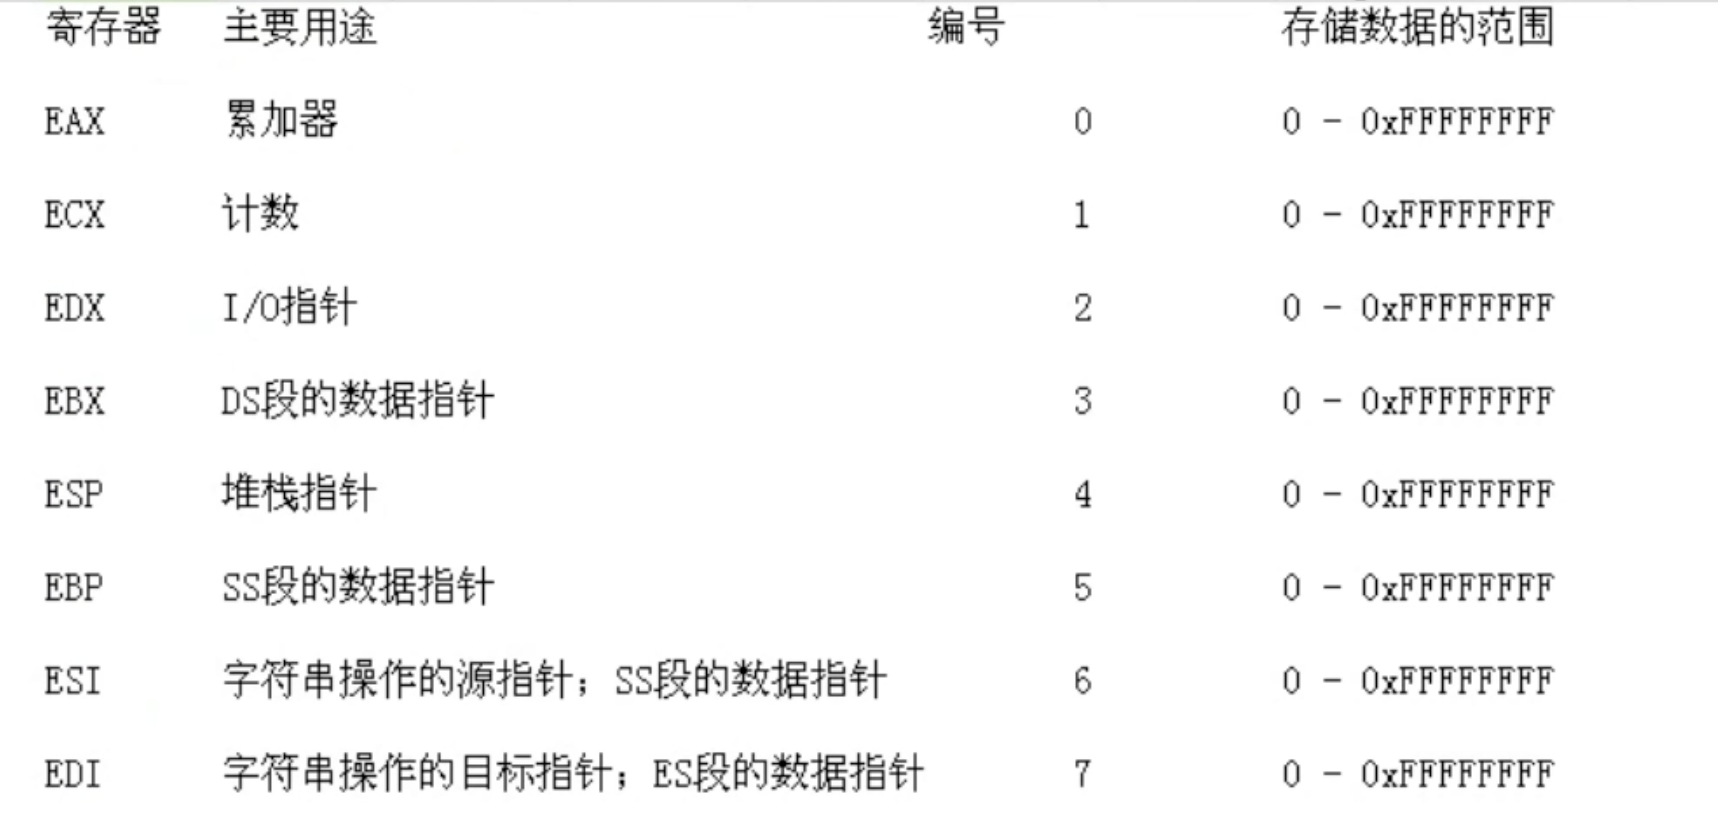 寄存器 主要用途 编号 存储数据的范围
EAX 累加器 0 0 - 0xFFFFFFFF
ECX 计数 1 0 - 0xFFFFFFFF
EDX I/O指针 2 0 - 0xFFFFFFFF
EBX DS段的数据指针 3 0 - 0xFFFFFFFF
ESP 堆栈指针 4 0 - 0xFFFFFFFF
EBP SS段的数据指针 5 0 - 0xFFFFFFFF
ESI 字符串操作的源指针；SS段的数据指针 6 0 - 0xFFFFFFFF
EDI 字符串操作的目标指针；ES段的数据指针 7 0 - 0xFFFFFFFF